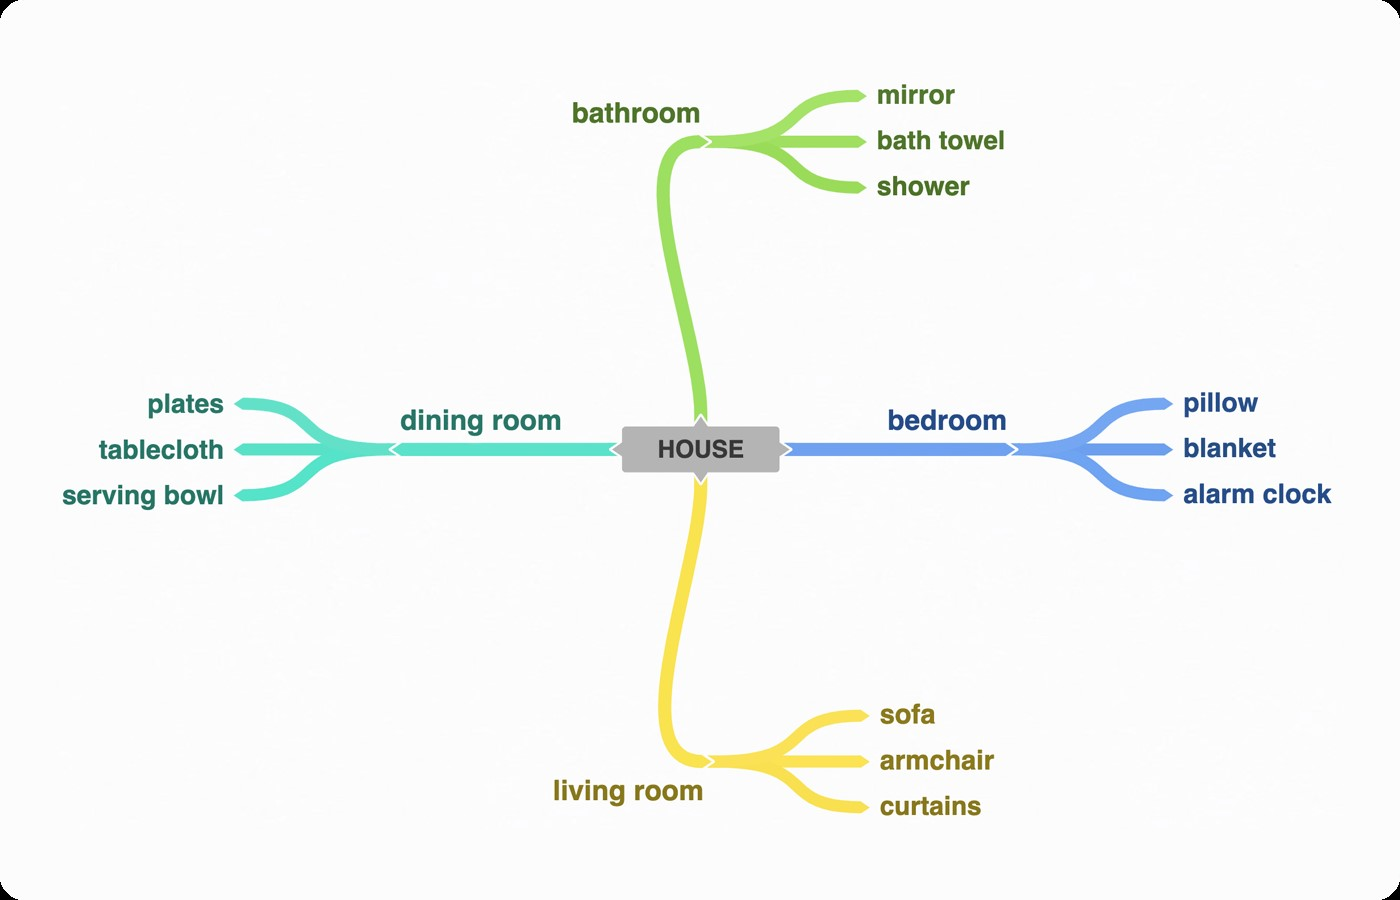 bathroom
mirror
bath towel
shower
plates
tablecloth
serving bowl
dining room
HOUSE
bedroom
pillow
blanket
alarm clock
living room
sofa
armchair
curtains